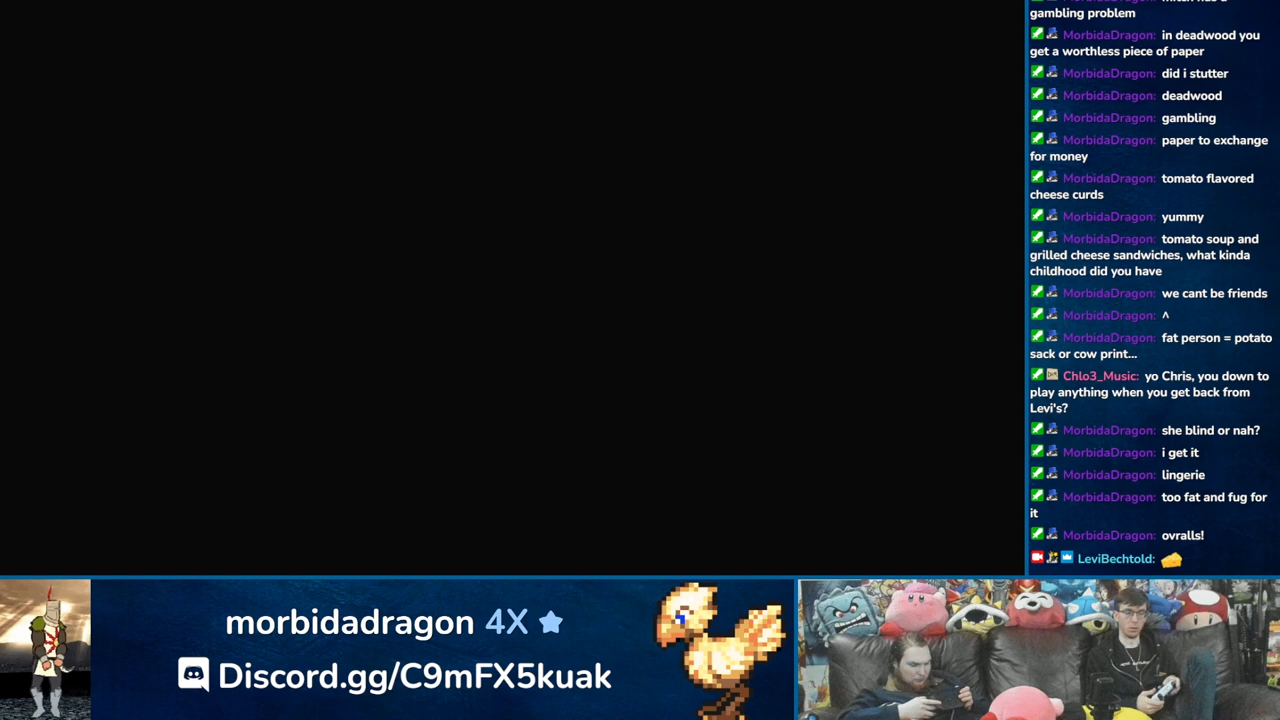 gambling problem
MorbidaDragon: in deadwood you
get a worthless piece of paper
MorbidaDragon: did i stutter
MorbidaDragon: deadwood
MorbidaDragon: gambling
MorbidaDragon: paper to exchange
for money
MorbidaDragon: tomato flavored
cheese curds
MorbidaDragon: yummy
MorbidaDragon: tomato soup and
grilled cheese sandwiches, what kinda
childhood did you have
MorbidaDragon: we cant be friends
MorbidaDragon: ^
MorbidaDragon: fat person = potato
sack or cow print...
Chlo3_Music: yo Chris, you down to
play anything when you get back from
Levi's?
MorbidaDragon: she blind or nah?
MorbidaDragon: i get it
MorbidaDragon: lingerie
MorbidaDragon: too fat and fug for
it
MorbidaDragon: ovralls!
LeviBechtold:
morbidadragon 4X
Discord.gg/C9mFX5kuak